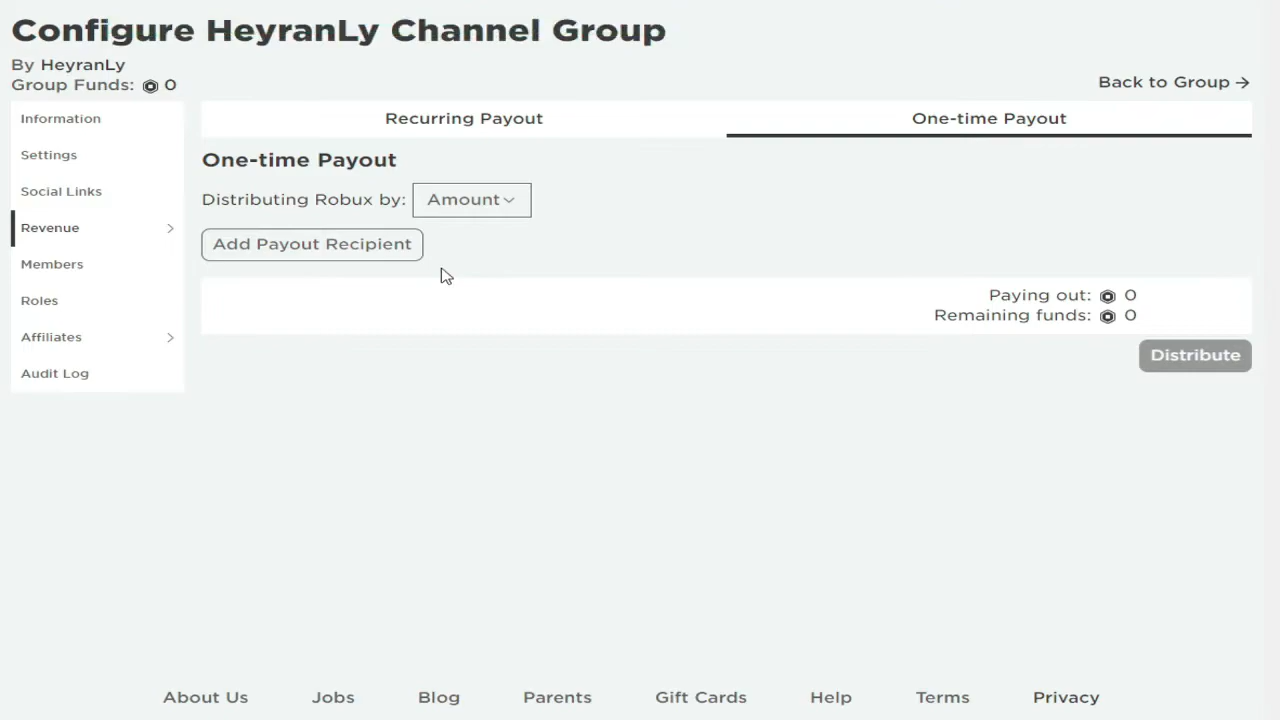 Configure HeyranLy Channel Group
By HeyranLy
Group Funds: 0
Back to Group →
Information
Settings
Social Links
Revenue
Members
Roles
Affiliates
Audit Log
Recurring Payout
One-time Payout
One-time Payout
Distributing Robux by: Amount
Add Payout Recipient
Paying out: 0
Remaining funds: 0
Distribute
About Us
Jobs
Blog
Parents
Gift Cards
Help
Terms
Privacy